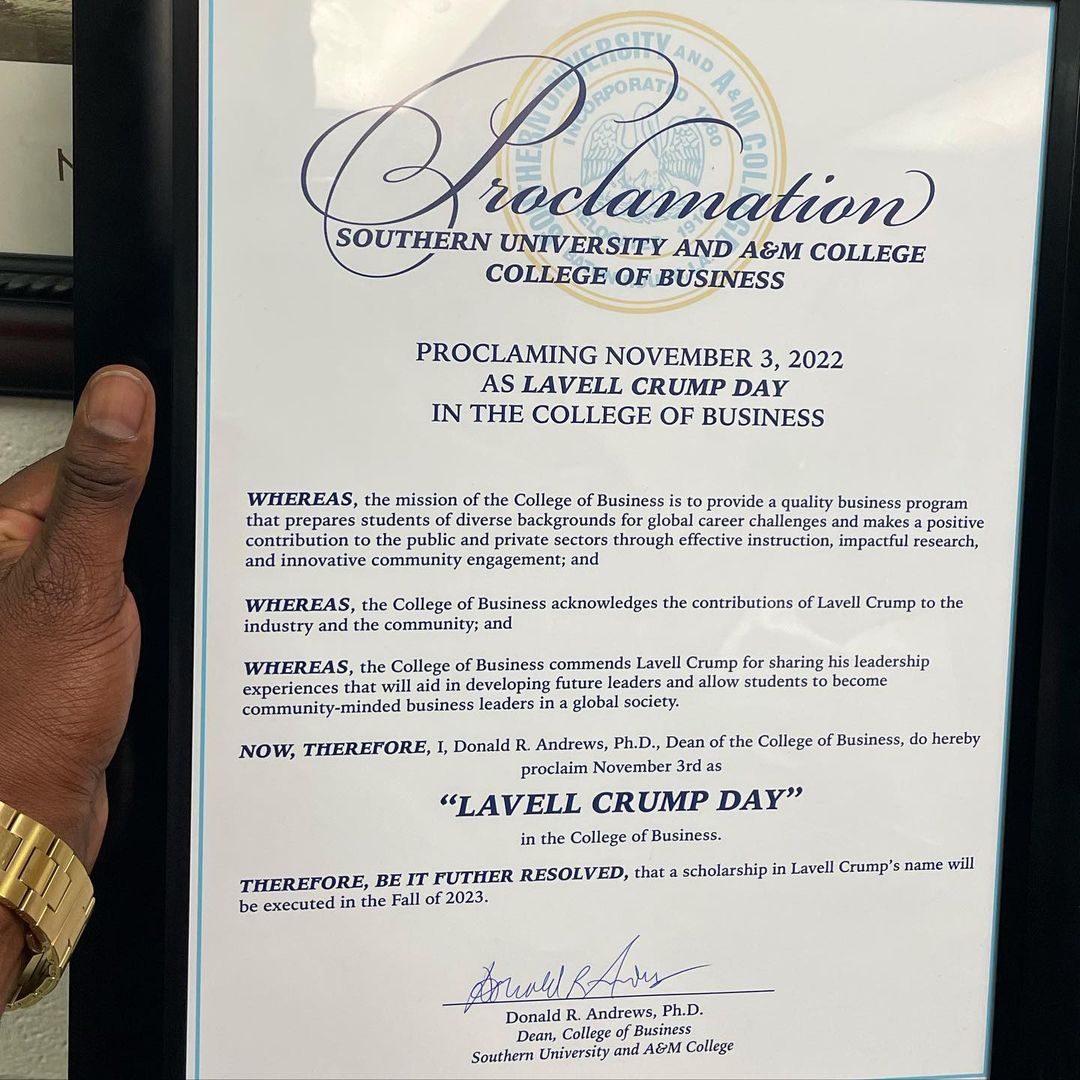 Proclamation
SOUTHERN UNIVERSITY AND A&M COLLEGE
COLLEGE OF BUSINESS
PROCLAMING NOVEMBER 3, 2022
AS LAVELL CRUMP DAY
IN THE COLLEGE OF BUSINESS
WHEREAS, the mission of the College of Business is to provide a quality business program
that prepares students of diverse backgrounds for global career challenges and makes a positive
contribution to the public and private sectors through effective instruction, impactful research,
and innovative community engagement; and
WHEREAS, the College of Business acknowledges the contributions of Lavell Crump to the
industry and the community; and
WHEREAS, the College of Business commends Lavell Crump for sharing his leadership
experiences that will aid in developing future leaders and allow students to become
community-minded business leaders in a global society.
NOW, THEREFORE, I, Donald R. Andrews, Ph.D., Dean of the College of Business, do hereby
proclaim November 3rd as
“LAVELL CRUMP DAY”
in the College of Business.
THEREFORE, BE IT FUTHER RESOLVED, that a scholarship in Lavell Crump’s name will
be executed in the Fall of 2023.
Donald R. Andrews, Ph.D.
Dean, College of Business
Southern University and A&M College